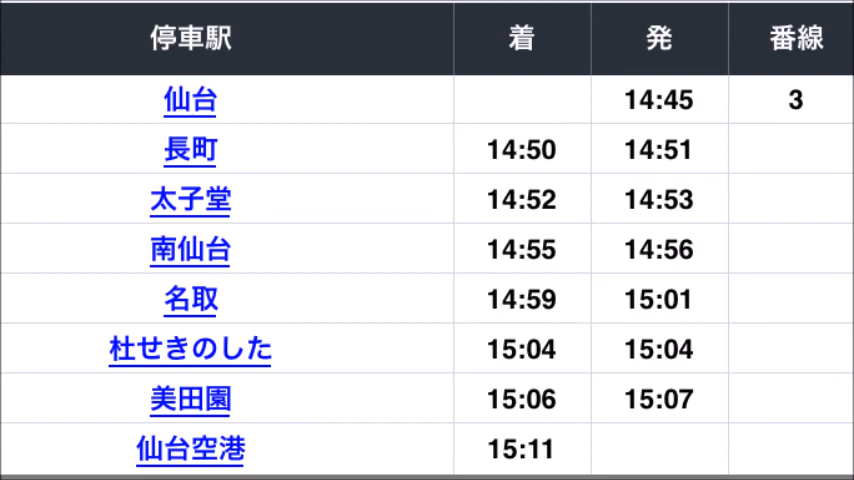 停車駅 着 発 番線
仙台 14:45 3
長町 14:50 14:51
太子堂 14:52 14:53
南仙台 14:55 14:56
名取 14:59 15:01
杜せきのした 15:04 15:04
美田園 15:06 15:07
仙台空港 15:11